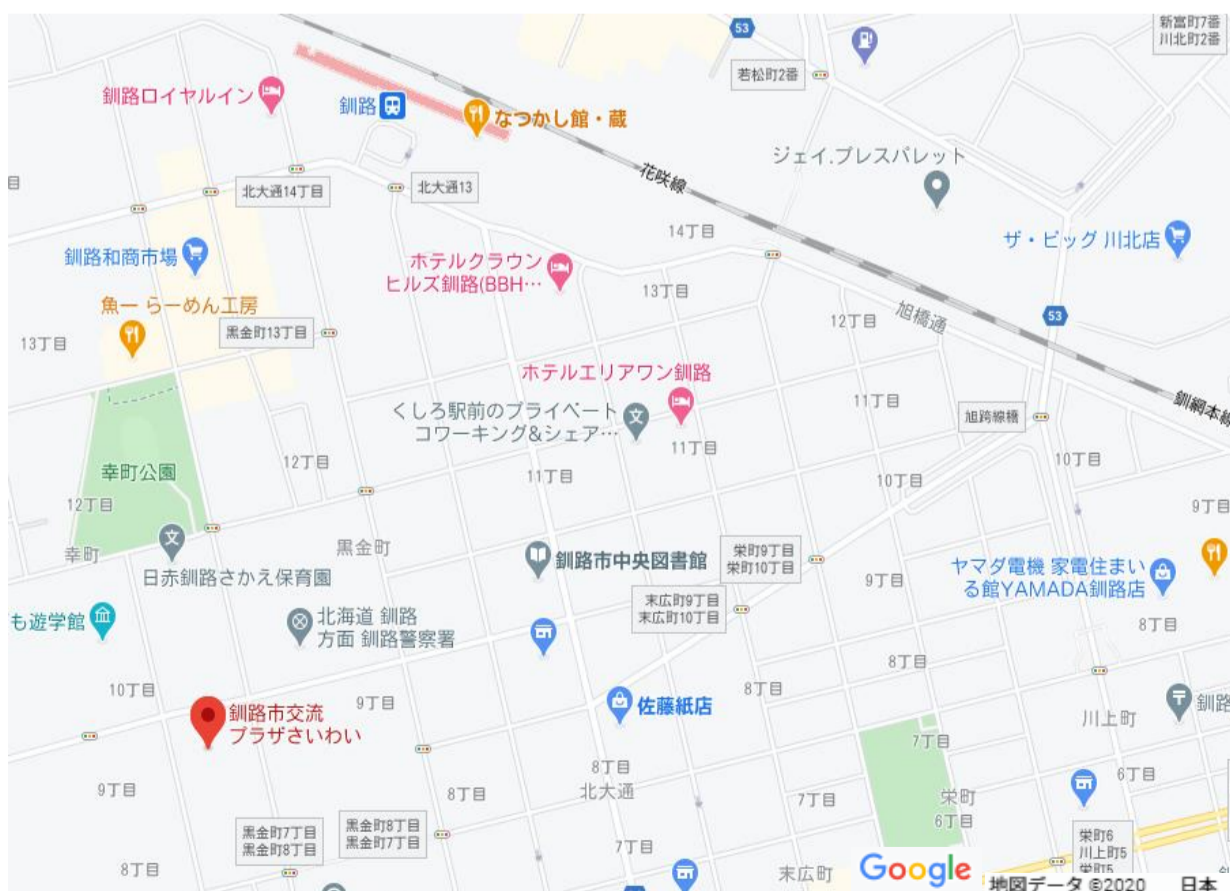 53
新富町7番
川北町2番
若松町2番
釧路ロイヤルイン
釧路
なつかし館・蔵
花咲線
ジェイ.プレスパレット
北大通14丁目
北大通13
14丁目
ザ・ビッグ 川北店
釧路和商市場
ホテルクラウン
ヒルズ釧路(BBH…
13丁目
魚一 らーめん工房
黒金町13丁目
12丁目
旭橋通
53
13丁目
ホテルエリアワン釧路
くしろ駅前のプライベート
コワーキング&シェア…
11丁目
旭跨線橋
釧網本線
幸町公園
12丁目
11丁目
11丁目
10丁目
10丁目
12丁目
9丁目
幸町
黒金町
日赤釧路さかえ保育園
釧路市中央図書館
栄町9丁目
栄町10丁目
9丁目
ヤマダ電機 家電住まい
る館YAMADA釧路店
末広町9丁目
末広町10丁目
も遊学館
北海道 釧路
方面 釧路警察署
8丁目
8丁目
10丁目
9丁目
8丁目
釧路市交流
プラザさいわい
佐藤紙店
釧路
川上町
7丁目
8丁目
6丁目
9丁目
8丁目
北大通
7丁目
栄町
6丁目
黒金町7丁目
黒金町8丁目
黒金町8丁目
黒金町7丁目
7丁目
栄町6
川上町5
栄町5
8丁目
末広町
Google
地図データ ©2020 日本